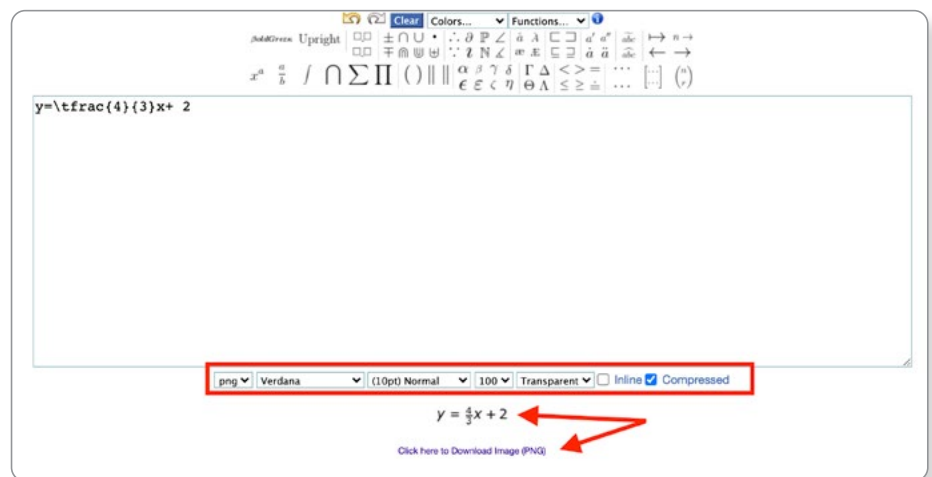 Clear Colors... Functions...
Upright
y=\tfrac{4}{3}x+ 2
png Verdana (10pt) Normal 100 Transparent Inline Compressed
y = 4/3 x + 2
Click here to Download Image (PNG)